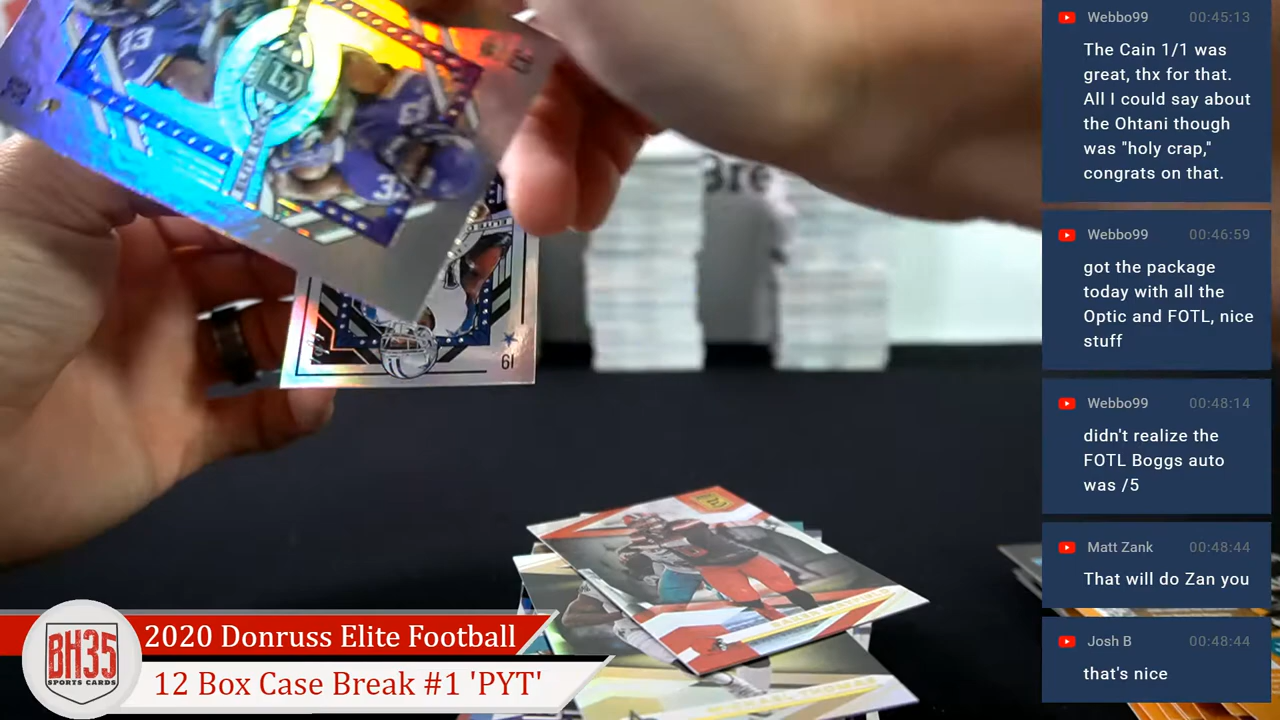 Webbo99 00:45:13
The Cain 1/1 was
great, thx for that.
All I could say about
the Ohtani though
was "holy crap,"
congrats on that.
Webbo99 00:46:59
got the package
today with all the
Optic and FOTL, nice
stuff
Webbo99 00:48:14
didn't realize the
FOTL Boggs auto
was /5
Matt Zank 00:48:44
That will do Zan you
Josh B 00:48:44
that's nice
33
19
BAKER MAYFIELD
BH35
SPORTS CARDS
2020 Donruss Elite Football
12 Box Case Break #1 'PYT'